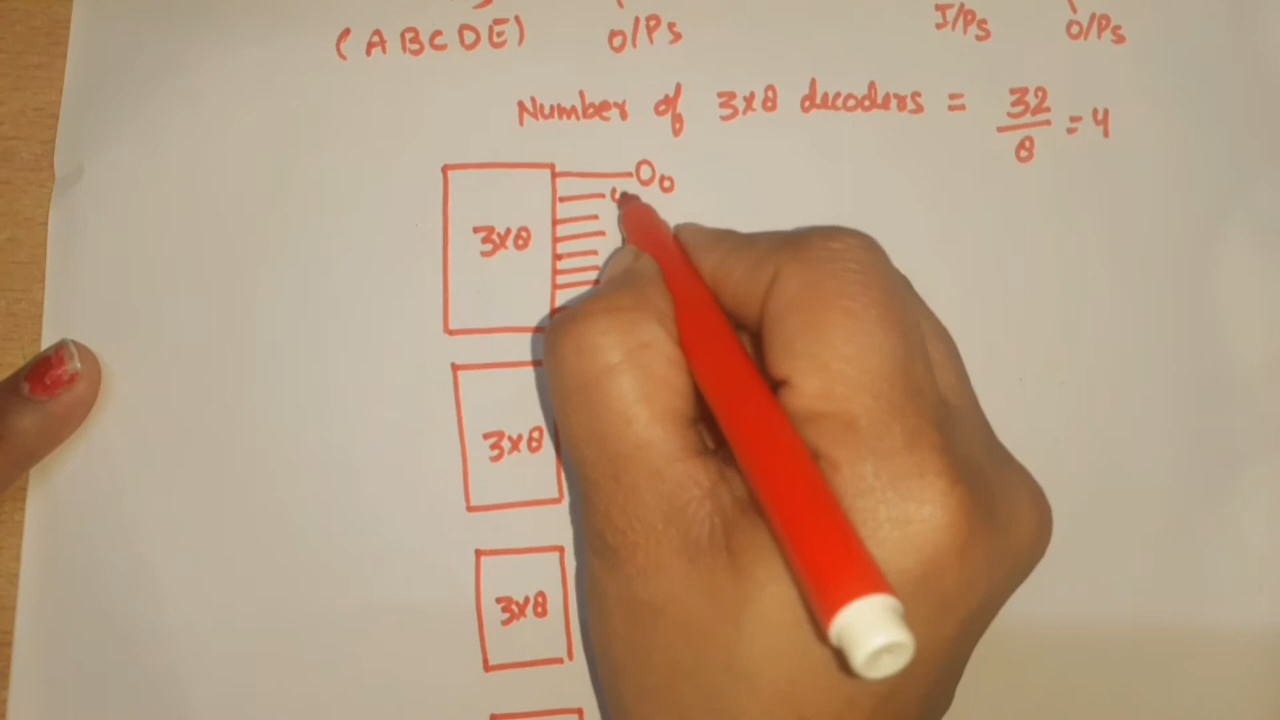 (ABCDE) O/Ps I/Ps O/Ps
Number of 3x8 decoders = 32/8 = 4
O0
3x8
3x8
3x8